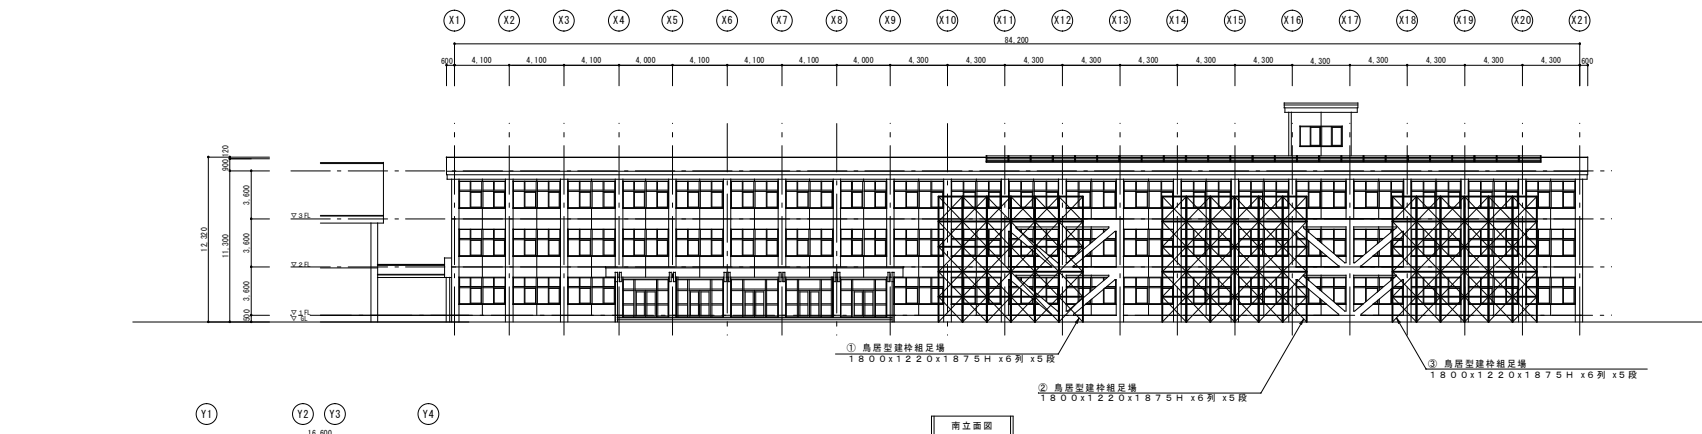 X1 X2 X3 X4 X5 X6 X7 X8 X9 X10 X11 X12 X13 X14 X15 X16 X17 X18 X19 X20 X21
84,200
600 4,100 4,100 4,100 4,000 4,100 4,100 4,100 4,000 4,300 4,300 4,300 4,300 4,300 4,300 4,300 4,300 4,300 4,300 4,300 4,300 600
120
900
3,600
▽3FL
12,320
11,300
3,600
▽2FL
3,600
▽1FL
600
▽GL
① 鳥居型建枠組足場
1800x1220x1875H x6列 x5段
② 鳥居型建枠組足場
1800x1220x1875H x6列 x5段
③ 鳥居型建枠組足場
1800x1220x1875H x6列 x5段
Y1 Y2 Y3 Y4
16,600
南立面図